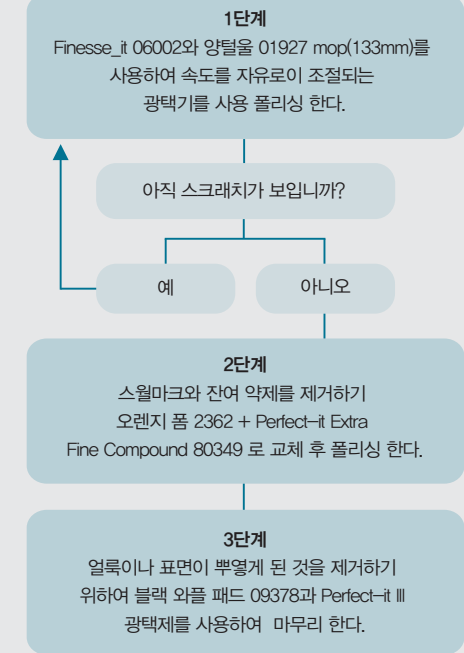 1단계
Finesse_it 06002와 양털울 01927 mop(133mm)를
사용하여 속도를 자유로이 조절되는
광택기를 사용 폴리싱 한다.
아직 스크래치가 보입니까?
예
아니오
2단계
스월마크와 잔여 약제를 제거하기
오렌지 폼 2362 + Perfect-it Extra
Fine Compound 80349 로 교체 후 폴리싱 한다.
3단계
얼룩이나 표면이 뿌옇게 된 것을 제거하기
위하여 블랙 와플 패드 09378과 Perfect-it III
광택제를 사용하여 마무리 한다.